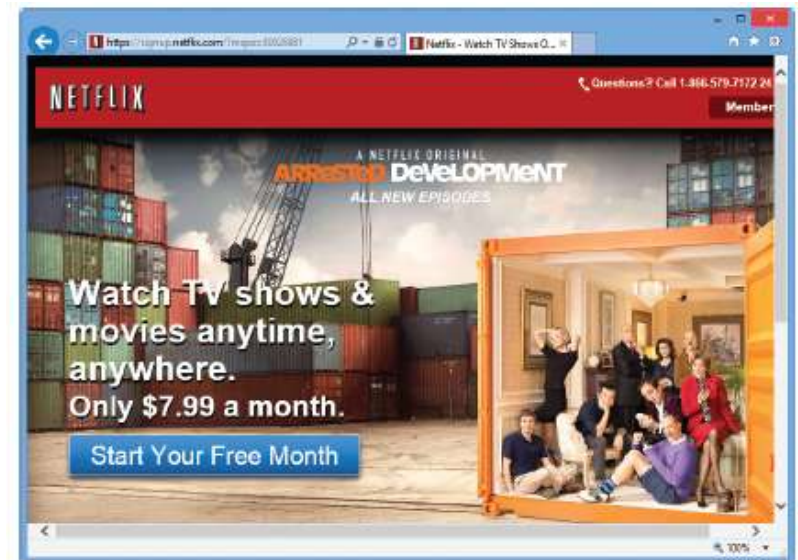 Netflix - Watch TV Shows O...
NETFLIX
Questions? Call 1-866-579-7172 24
Member
A NETFLIX ORIGINAL
ARRESTED DEVELOPMENT
ALL NEW EPISODES
Watch TV shows &
movies anytime,
anywhere.
Only $7.99 a month.
Start Your Free Month
100%